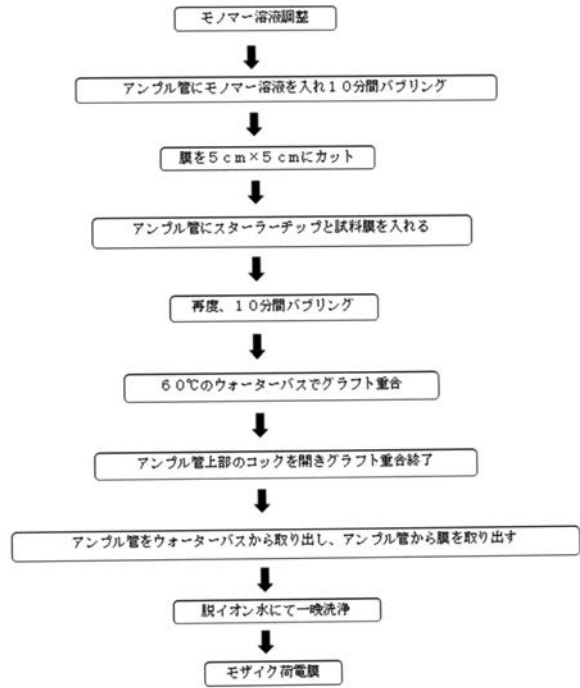 モノマー溶液調整
アンプル管にモノマー溶液を入れ１０分間バブリング
膜を５ｃｍ×５ｃｍにカット
アンプル管にスターラーチップと試料膜を入れる
再度、１０分間バブリング
６０℃のウォーターバスでグラフト重合
アンプル管上部のコックを開きグラフト重合終了
アンプル管をウォーターバスから取り出し、アンプル管から膜を取り出す
脱イオン水にて一晩洗浄
モザイク荷電膜